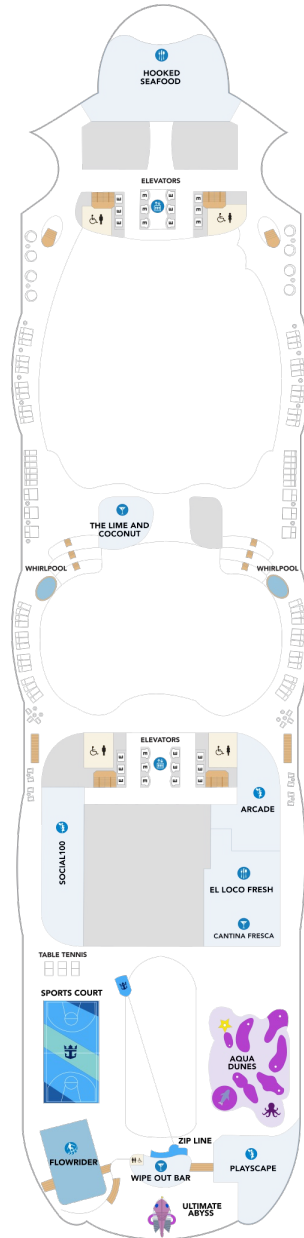 HOOKED
SEAFOOD
ELEVATORS
E E E E
E E E E
E E E E
THE LIME AND
COCONUT
WHIRLPOOL
WHIRLPOOL
ELEVATORS
E E E E
E E E E
E E E E
ARCADE
SOCIAL100
EL LOCO FRESH
CANTINA FRESCA
TABLE TENNIS
SPORTS COURT
AQUA
DUNES
ZIP LINE
FLOWRIDER
WIPE OUT BAR
PLAYSCAPE
ULTIMATE
ABYSS